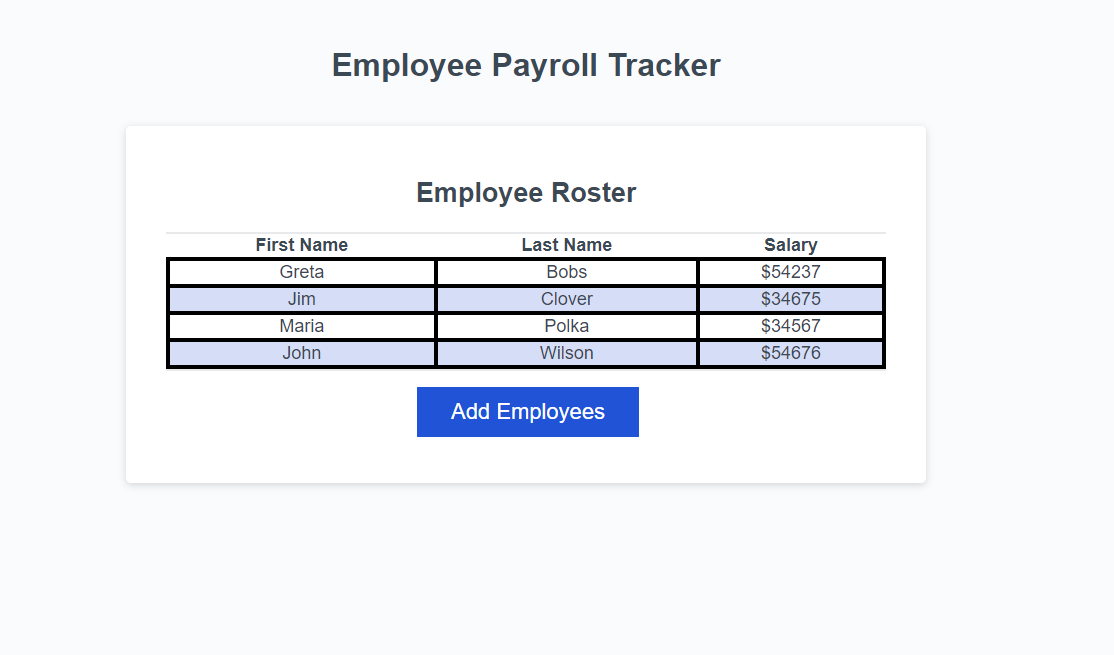 Employee Payroll Tracker
Employee Roster
First Name Last Name Salary
Greta Bobs $54237
Jim Clover $34675
Maria Polka $34567
John Wilson $54676
Add Employees